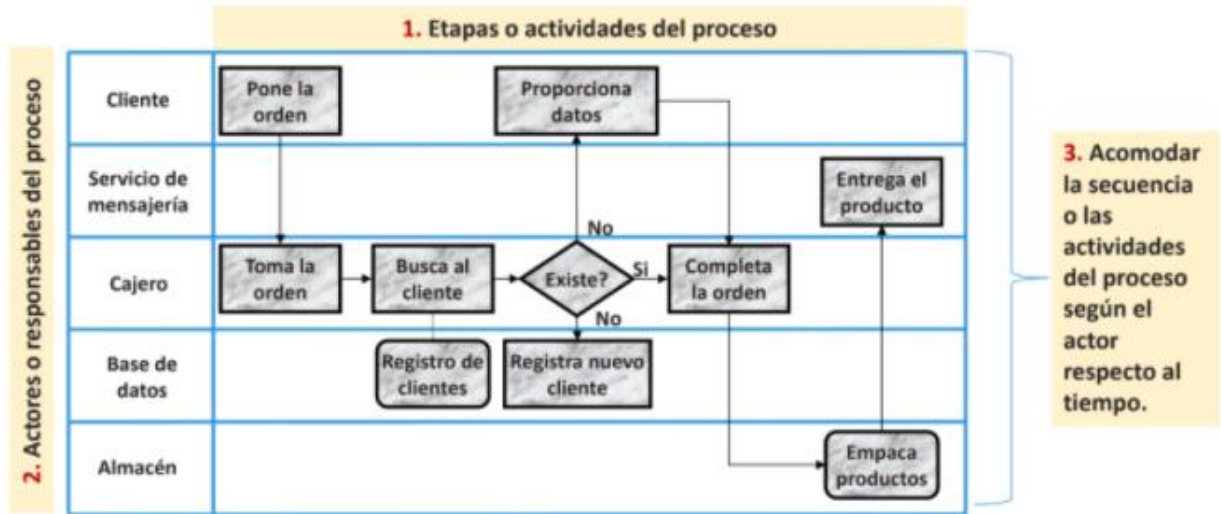 1. Etapas o actividades del proceso
2. Actores o responsables del proceso
Cliente
Pone la
orden
Proporciona
datos
Servicio de
mensajería
Entrega el
producto
No
Cajero
Toma la
orden
Busca al
cliente
Existe?
Si
Completa
la orden
No
Base de
datos
Registro de
clientes
Registra nuevo
cliente
Almacén
Empaca
productos
3. Acomodar
la secuencia
o las
actividades
del proceso
según el
actor
respecto al
tiempo.